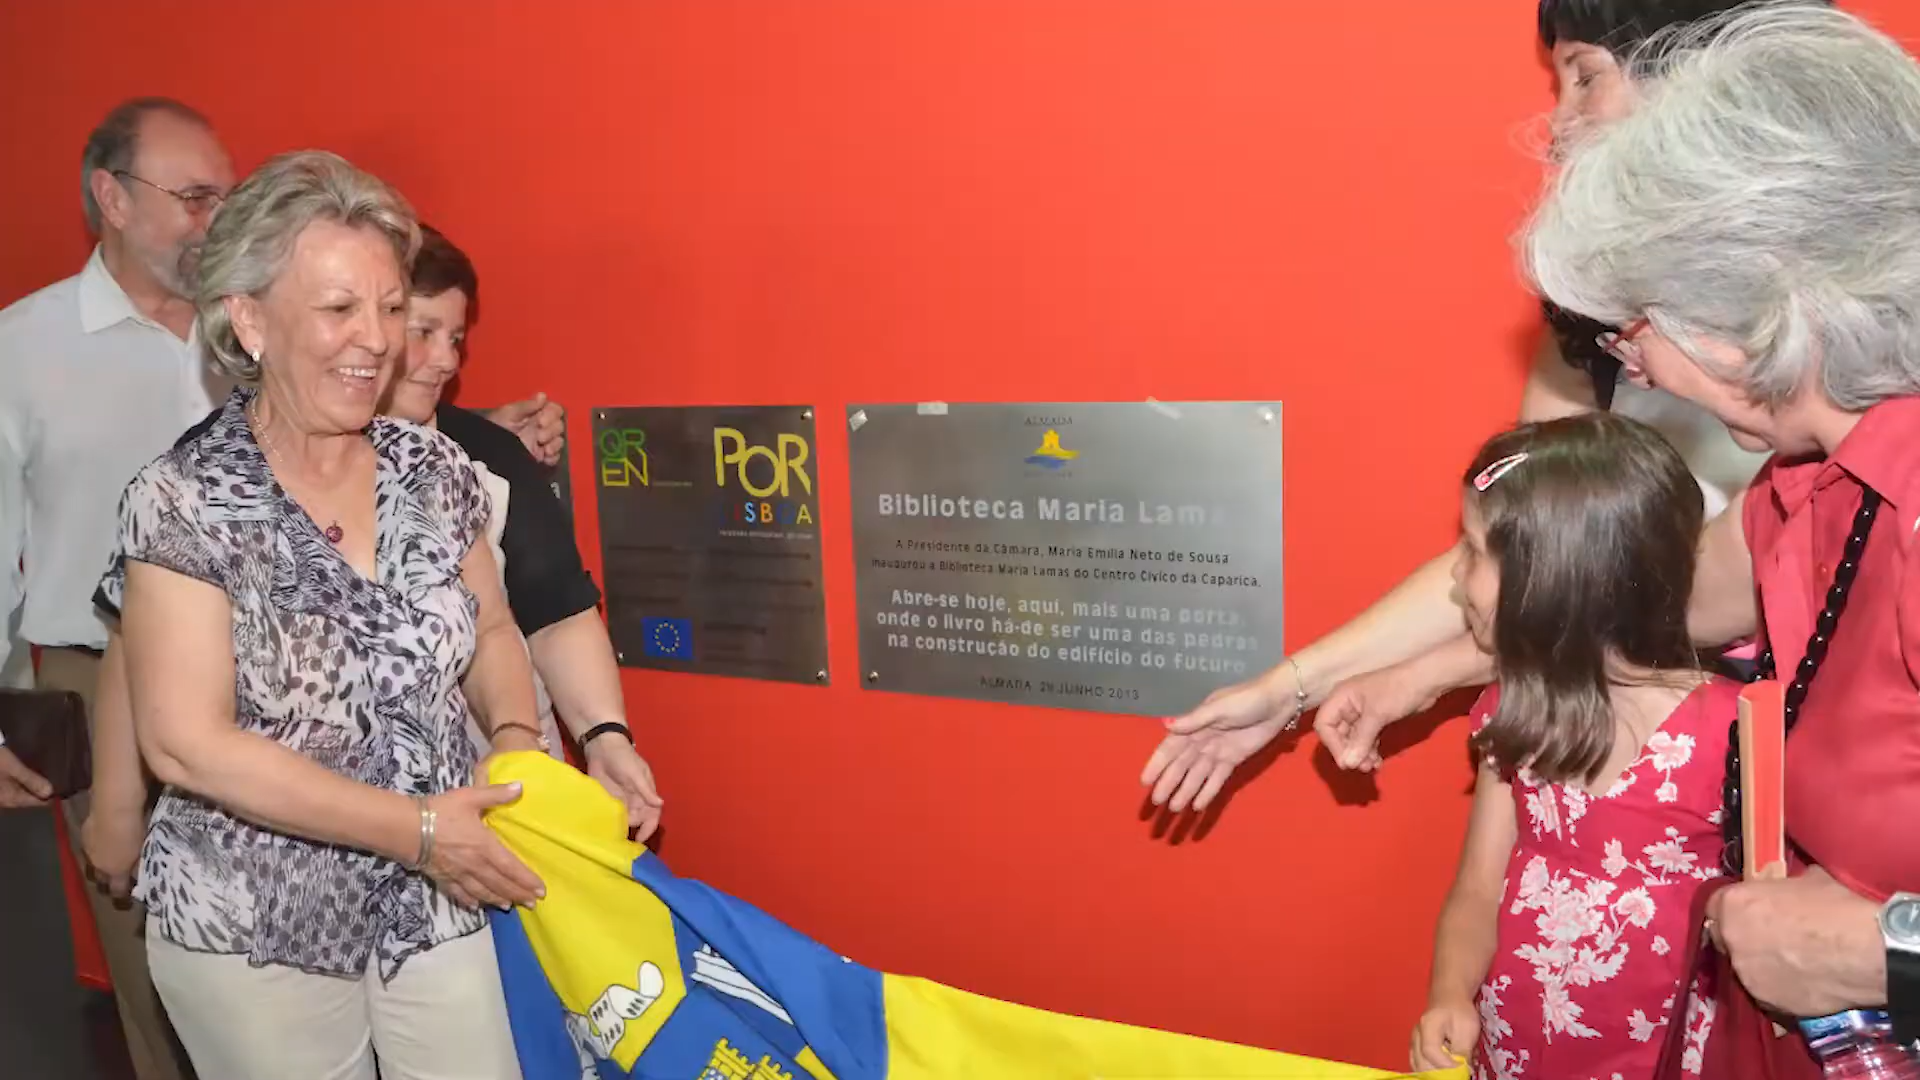 QR
EN
POR
LISBOA
ALMADA
Biblioteca Maria Lamas
A Presidente da Câmara, Maria Emília Neto de Sousa
inaugurou a Biblioteca Maria Lamas do Centro Cívico da Caparica.
Abre-se hoje, aqui, mais uma porta,
onde o livro há-de ser uma das pedras
na construção do edifício do futuro
ALMADA, 29 JUNHO 2013